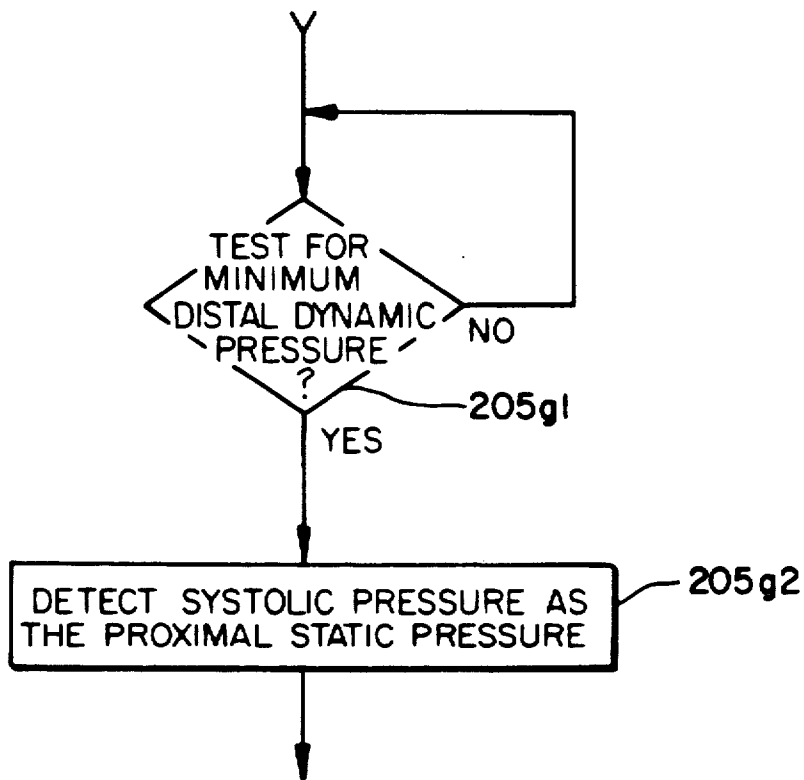 TEST FOR
MINIMUM
DISTAL DYNAMIC
PRESSURE
?
NO
205g1
YES
DETECT SYSTOLIC PRESSURE AS
THE PROXIMAL STATIC PRESSURE
205g2